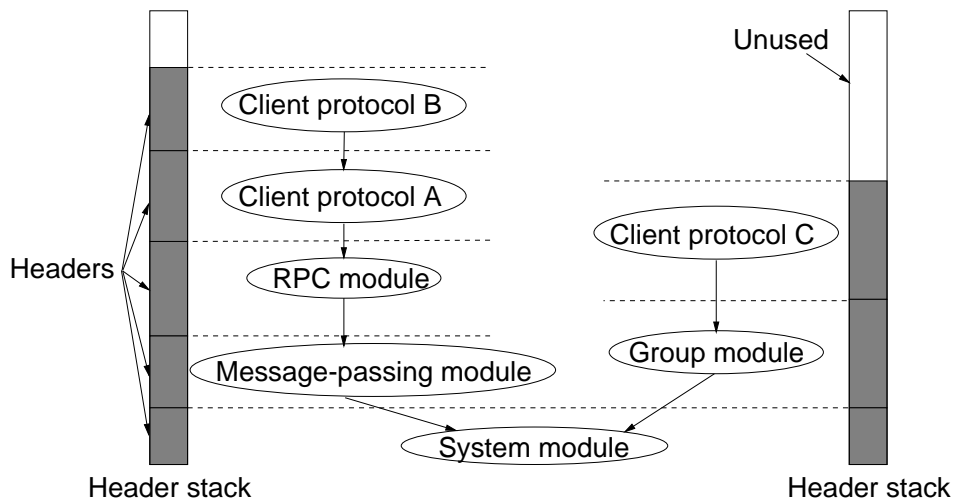 Unused
Client protocol B
Client protocol A
Client protocol C
Headers
RPC module
Group module
Message-passing module
System module
Header stack
Header stack